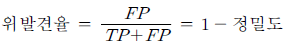 위발견율 = FP / (TP+FP) = 1 − 정밀도